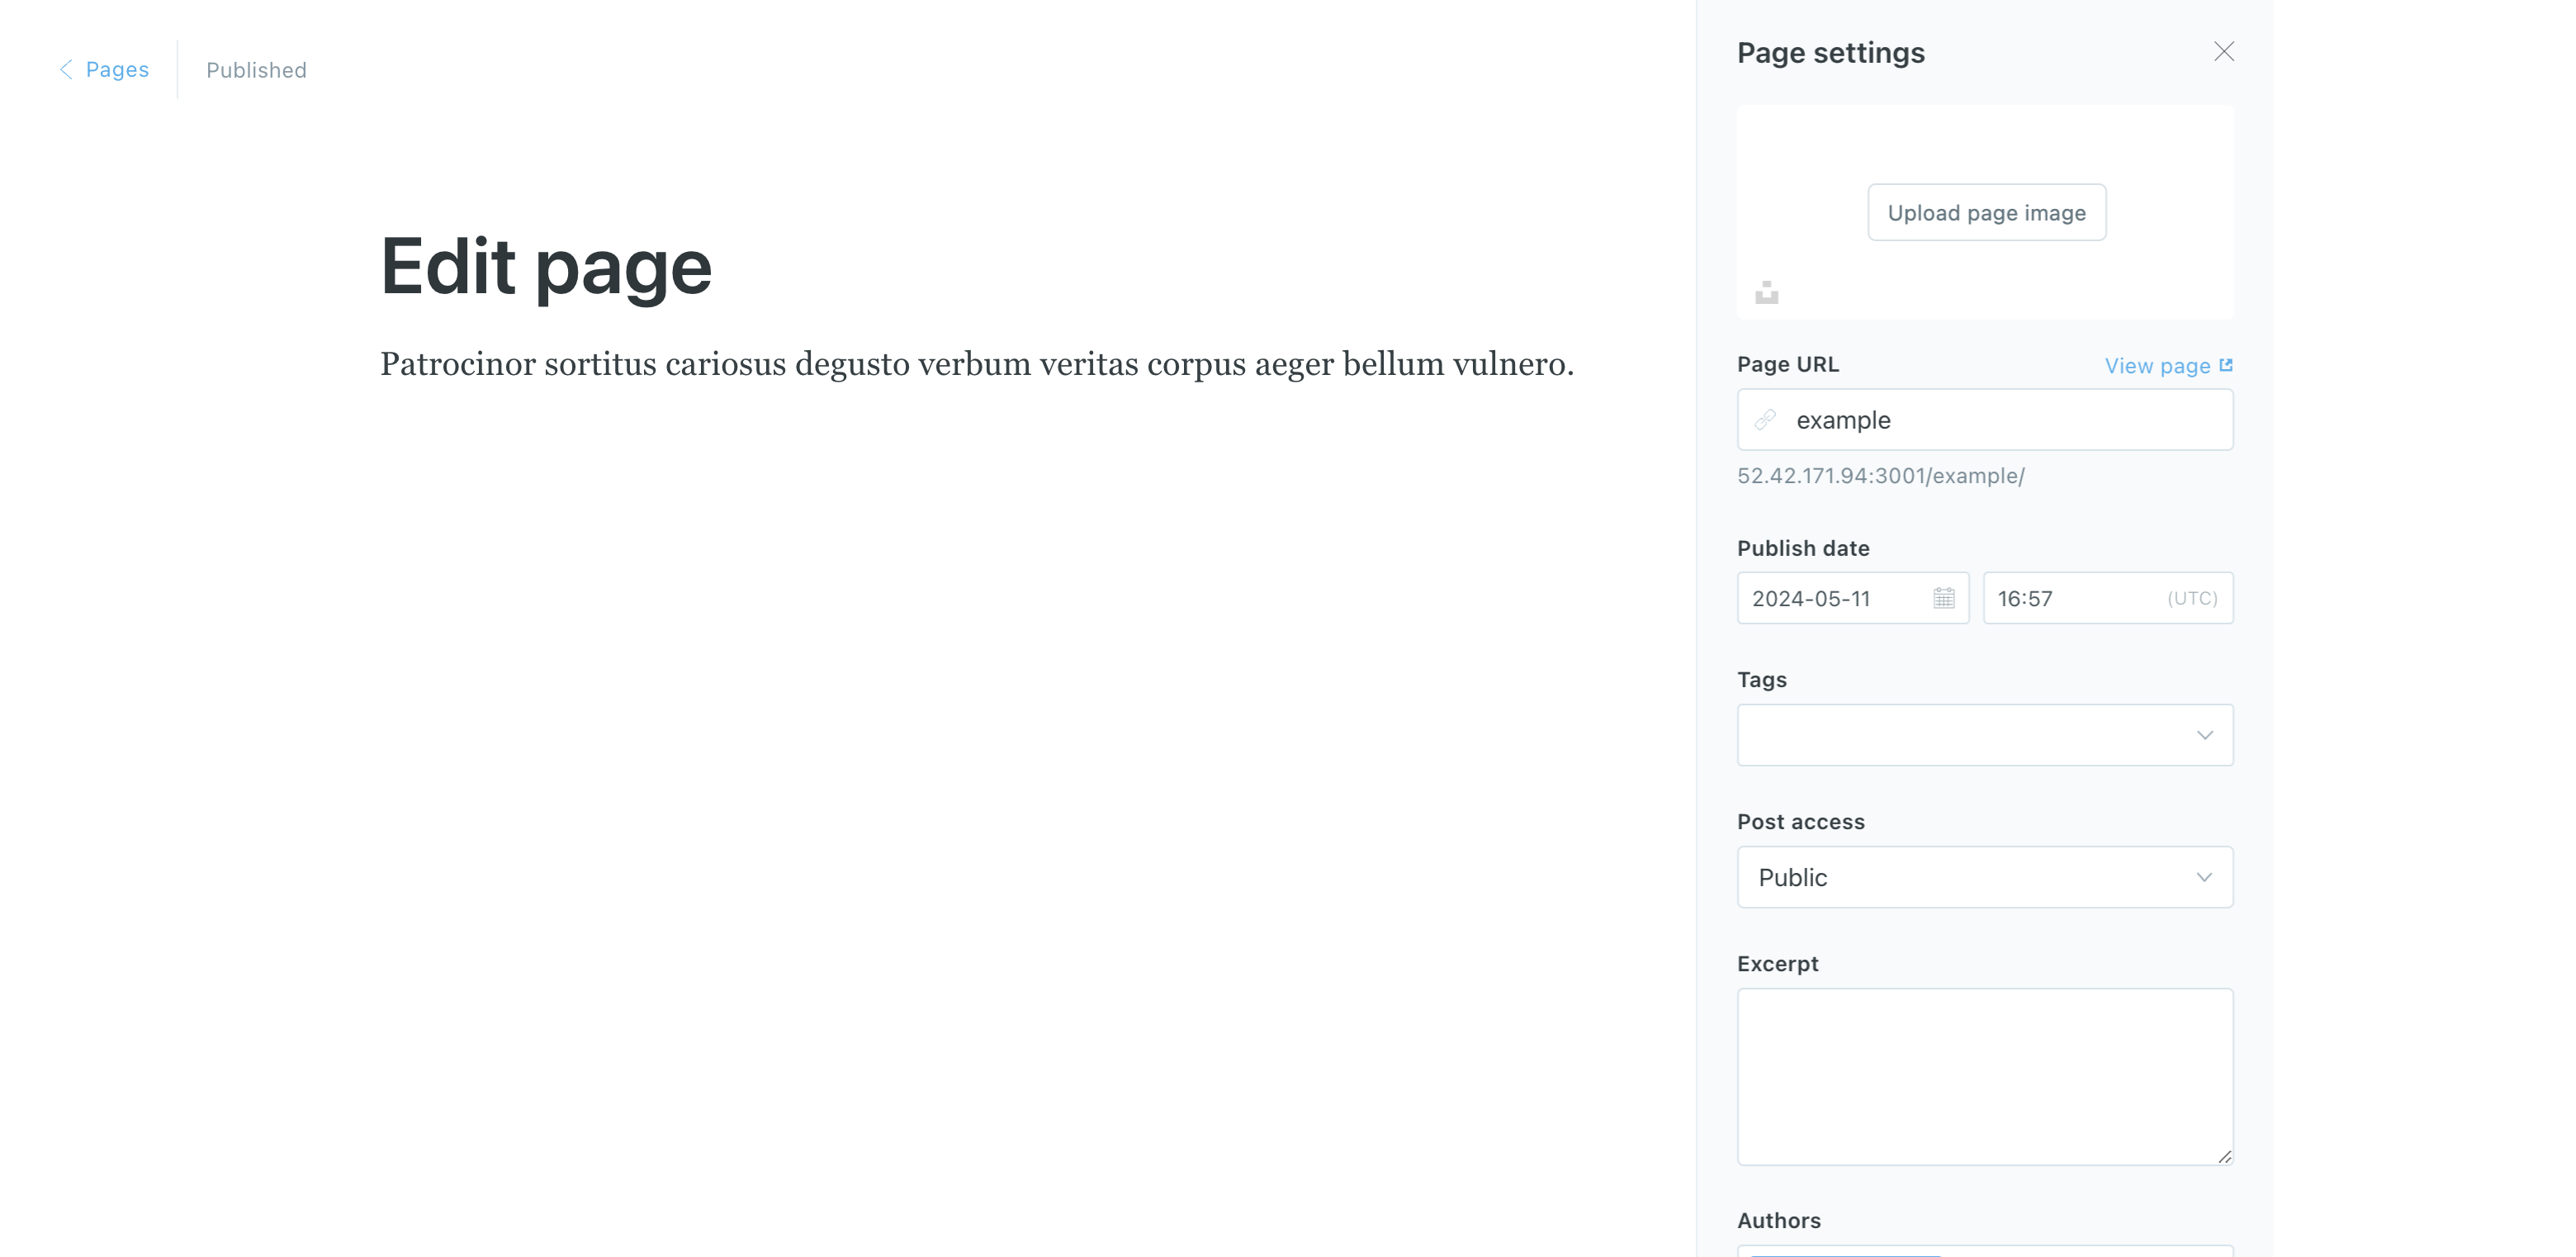 Pages
Published
Edit page
Patrocinor sortitus cariosus degusto verbum veritas corpus aeger bellum vulnero.
Page settings
Upload page image
Page URL
View page
example
52.42.171.94:3001/example/
Publish date
2024-05-11
16:57
(UTC)
Tags
Post access
Public
Excerpt
Authors